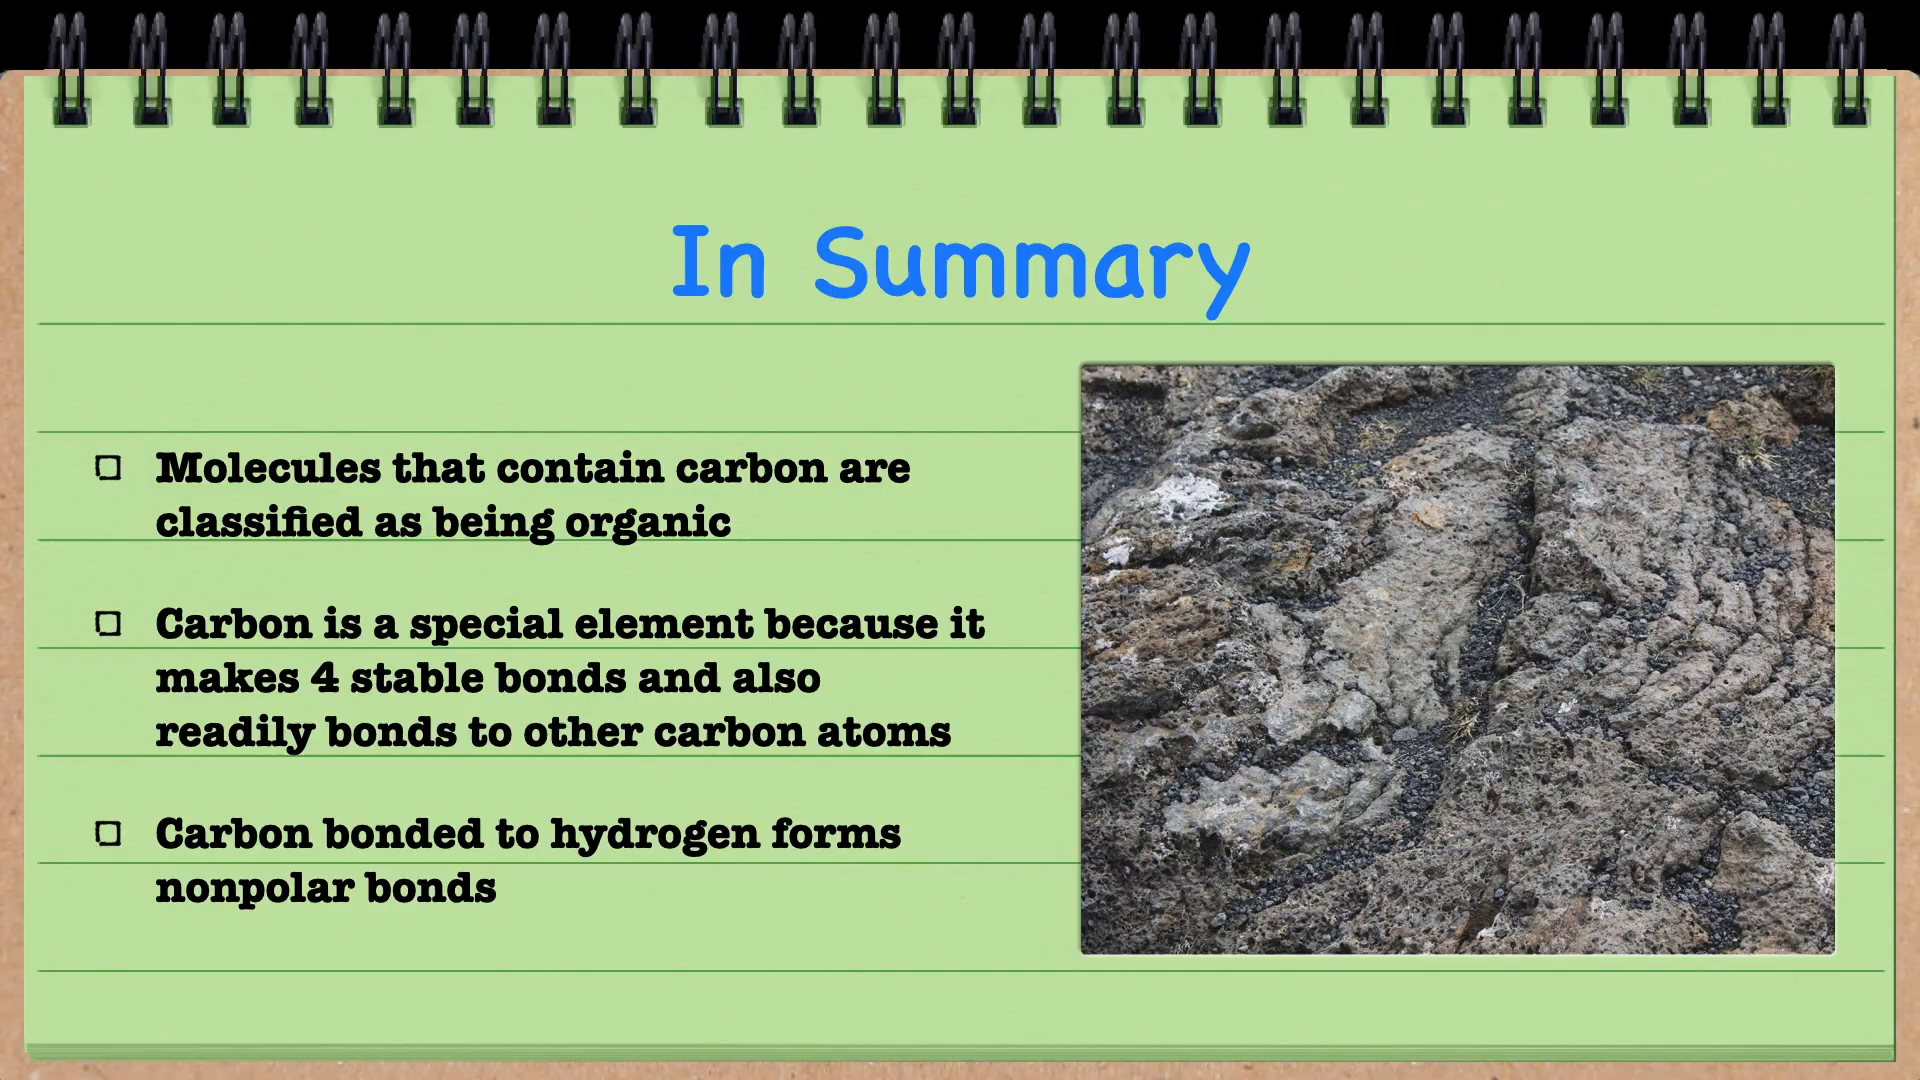 In Summary
Molecules that contain carbon are
classified as being organic
Carbon is a special element because it
makes 4 stable bonds and also
readily bonds to other carbon atoms
Carbon bonded to hydrogen forms
nonpolar bonds